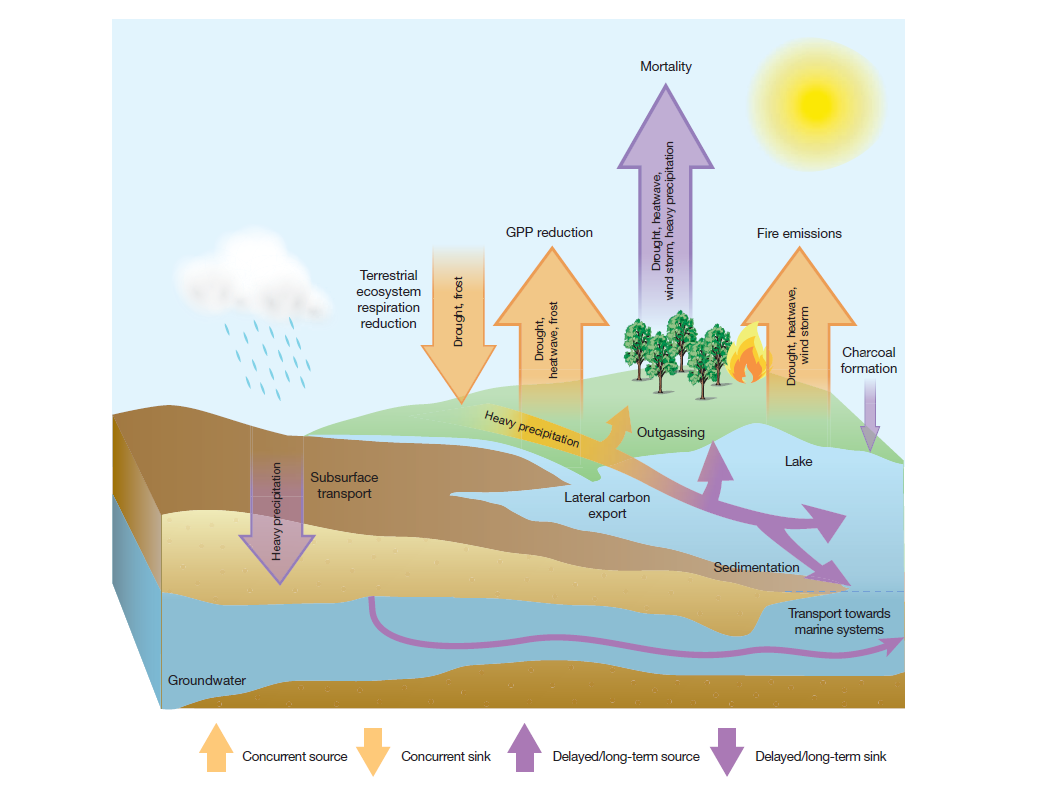 Mortality
Drought, heatwave,
wind storm, heavy precipitation
GPP reduction
Drought,
heatwave, frost
Fire emissions
Drought, heatwave,
wind storm
Terrestrial
ecosystem
respiration
reduction
Drought, frost
Charcoal
formation
Heavy precipitation
Outgassing
Lake
Subsurface
transport
Heavy precipitation
Lateral carbon
export
Sedimentation
Transport towards
marine systems
Groundwater
Concurrent source
Concurrent sink
Delayed/long-term source
Delayed/long-term sink